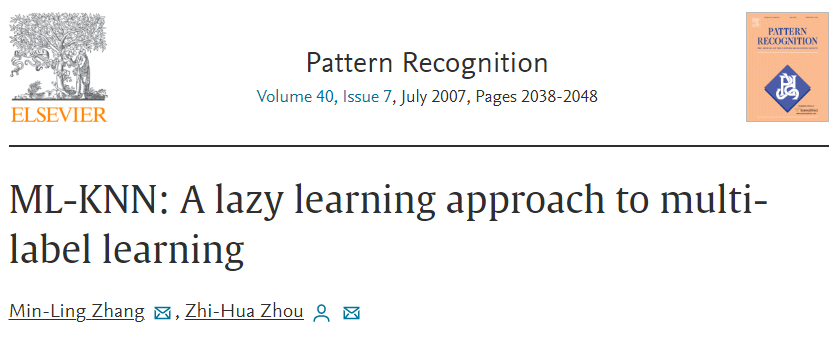 ELSEVIER
Pattern Recognition
Volume 40, Issue 7, July 2007, Pages 2038-2048
PATTERN
RECOGNITION
ML-KNN: A lazy learning approach to multi-
label learning
Min-Ling Zhang, Zhi-Hua Zhou